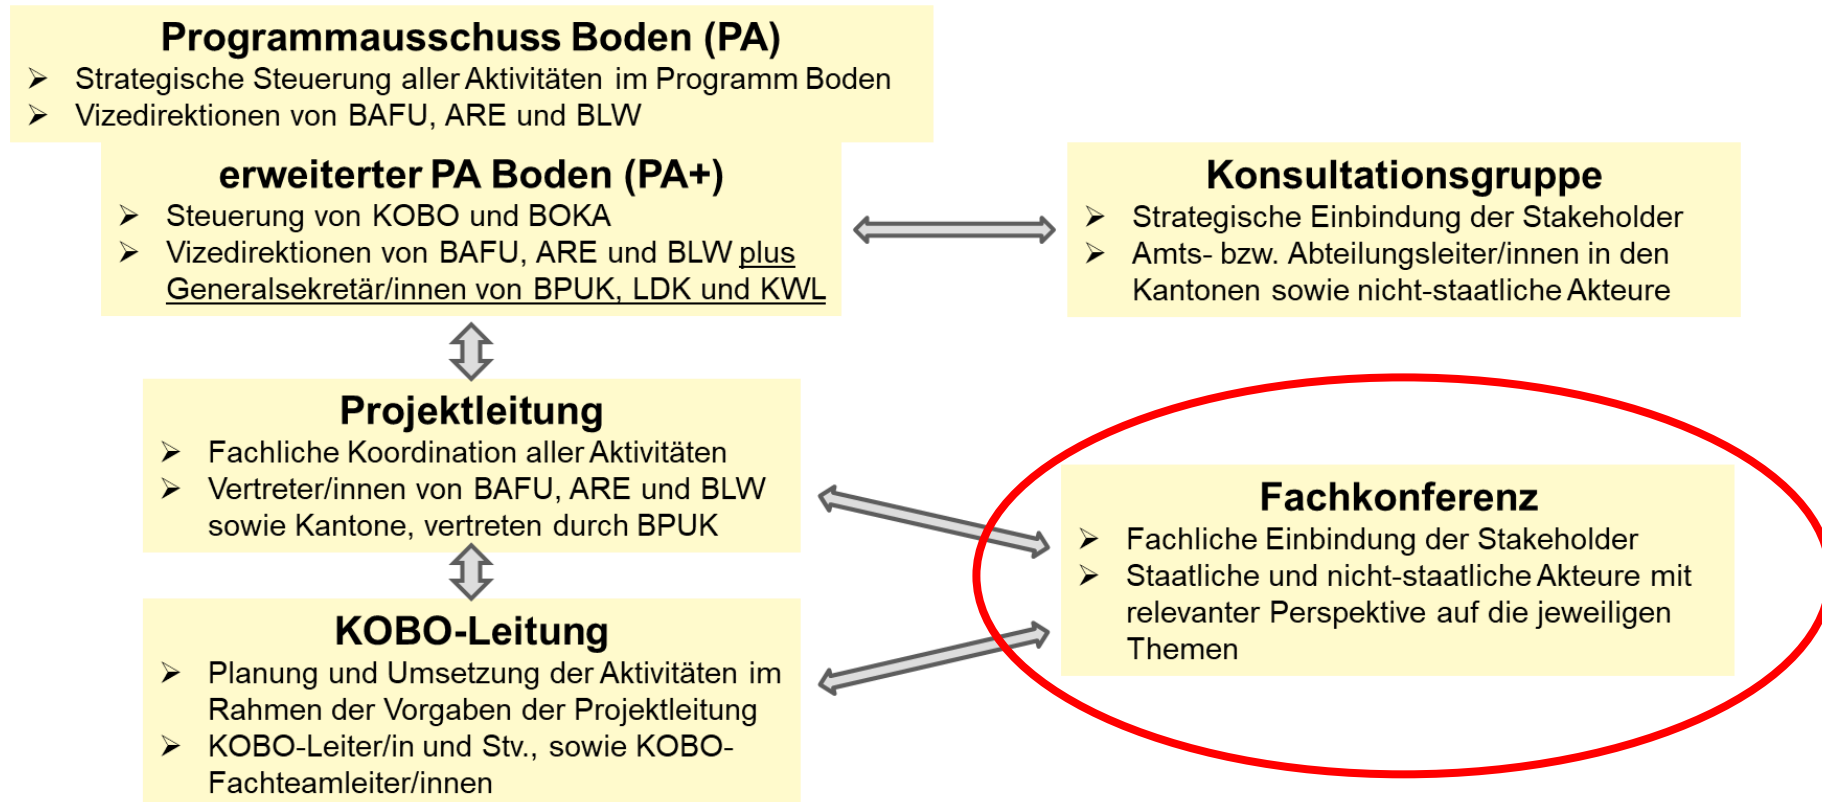 Programmausschuss Boden (PA)
➢ Strategische Steuerung aller Aktivitäten im Programm Boden
➢ Vizedirektionen von BAFU, ARE und BLW
erweiterter PA Boden (PA+)
➢ Steuerung von KOBO und BOKA
➢ Vizedirektionen von BAFU, ARE und BLW plus
Generalsekretär/innen von BPUK, LDK und KWL
Konsultationsgruppe
➢ Strategische Einbindung der Stakeholder
➢ Amts- bzw. Abteilungsleiter/innen in den
Kantonen sowie nicht-staatliche Akteure
Projektleitung
➢ Fachliche Koordination aller Aktivitäten
➢ Vertreter/innen von BAFU, ARE und BLW
sowie Kantone, vertreten durch BPUK
Fachkonferenz
➢ Fachliche Einbindung der Stakeholder
➢ Staatliche und nicht-staatliche Akteure mit
relevanter Perspektive auf die jeweiligen
Themen
KOBO-Leitung
➢ Planung und Umsetzung der Aktivitäten im
Rahmen der Vorgaben der Projektleitung
➢ KOBO-Leiter/in und Stv., sowie KOBO-
Fachteamleiter/innen